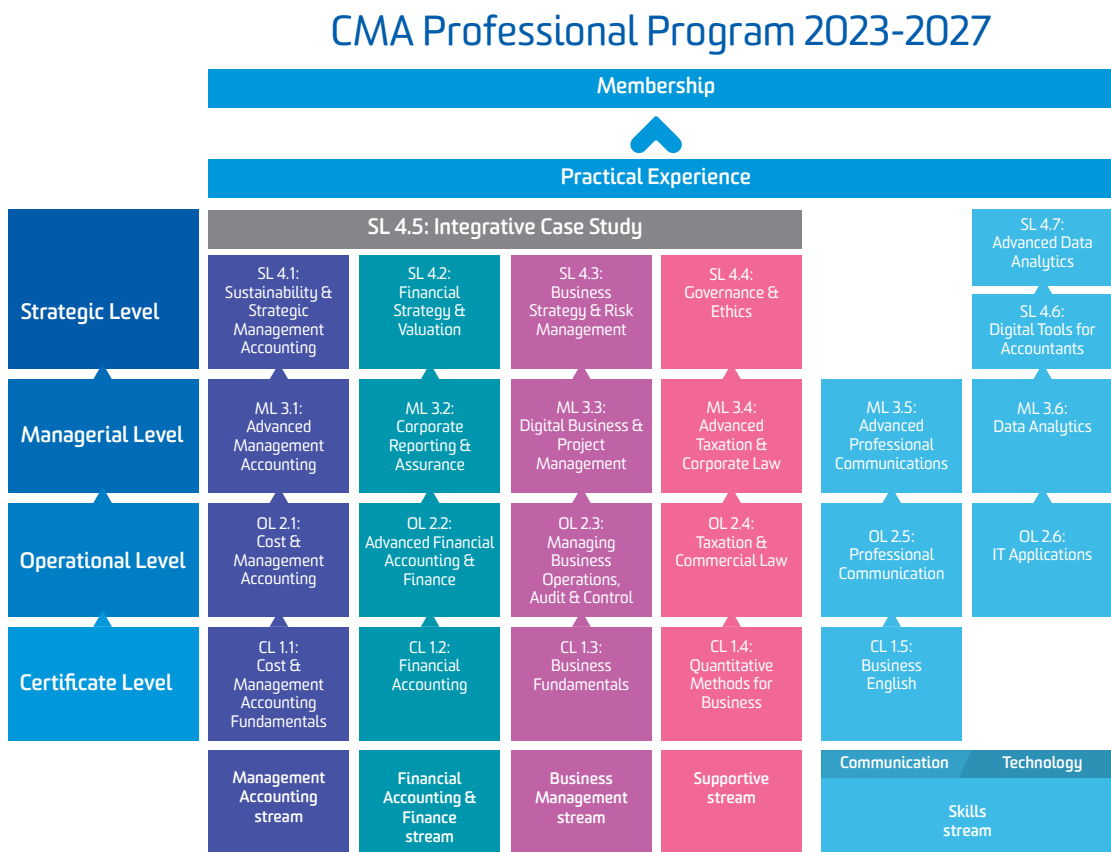 CMA Professional Program 2023-2027
Membership
Practical Experience
SL 4.5: Integrative Case Study
Strategic Level
SL 4.1:
Sustainability &
Strategic
Management
Accounting
SL 4.2:
Financial
Strategy &
Valuation
SL 4.3:
Business
Strategy & Risk
Management
SL 4.4:
Governance &
Ethics
SL 4.7:
Advanced Data
Analytics
SL 4.6:
Digital Tools for
Accountants
Managerial Level
ML 3.1:
Advanced
Management
Accounting
ML 3.2:
Corporate
Reporting &
Assurance
ML 3.3:
Digital Business &
Project
Management
ML 3.4:
Advanced
Taxation &
Corporate Law
ML 3.5:
Advanced
Professional
Communications
ML 3.6:
Data Analytics
Operational Level
OL 2.1:
Cost &
Management
Accounting
OL 2.2:
Advanced Financial
Accounting &
Finance
OL 2.3:
Managing
Business
Operations,
Audit & Control
OL 2.4:
Taxation &
Commercial Law
OL 2.5:
Professional
Communication
OL 2.6:
IT Applications
Certificate Level
CL 1.1:
Cost &
Management
Accounting
Fundamentals
CL 1.2:
Financial
Accounting
CL 1.3:
Business
Fundamentals
CL 1.4:
Quantitative
Methods for
Business
CL 1.5:
Business
English
Management
Accounting
stream
Financial
Accounting &
Finance
stream
Business
Management
stream
Supportive
stream
Communication
Technology
Skills
stream